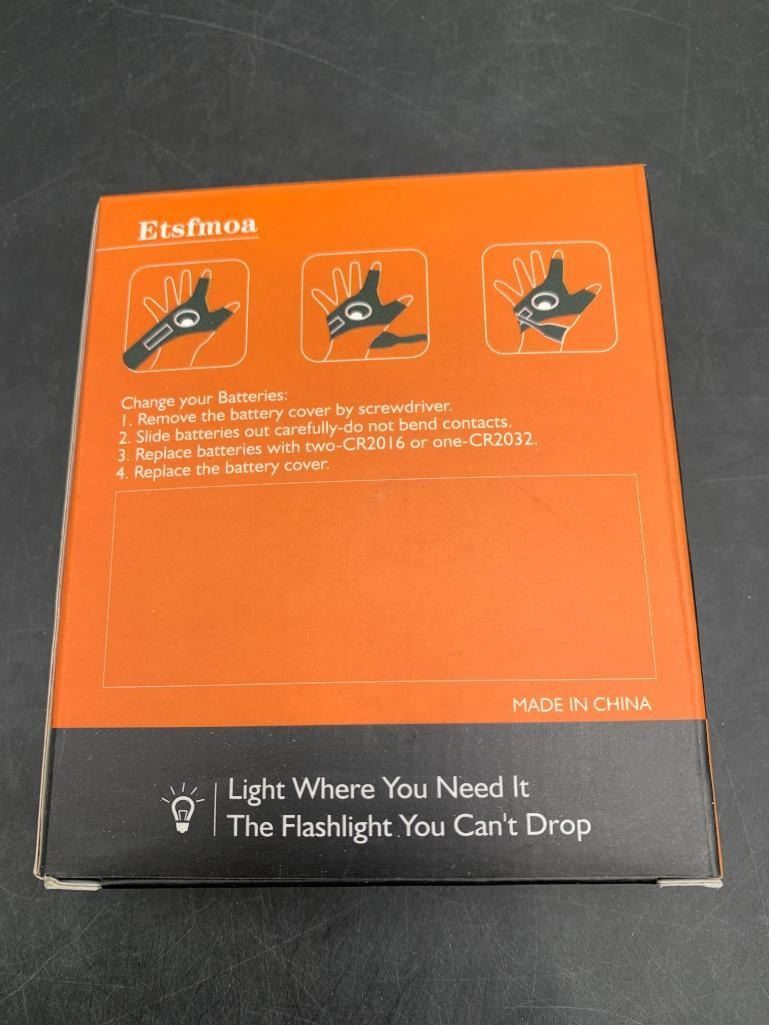 Etsfmoa
Change your Batteries:
1. Remove the battery cover by screwdriver.
2. Slide batteries out carefully-do not bend contacts.
3. Replace batteries with two-CR2016 or one-CR2032.
4. Replace the battery cover.
MADE IN CHINA
Light Where You Need It
The Flashlight You Can't Drop